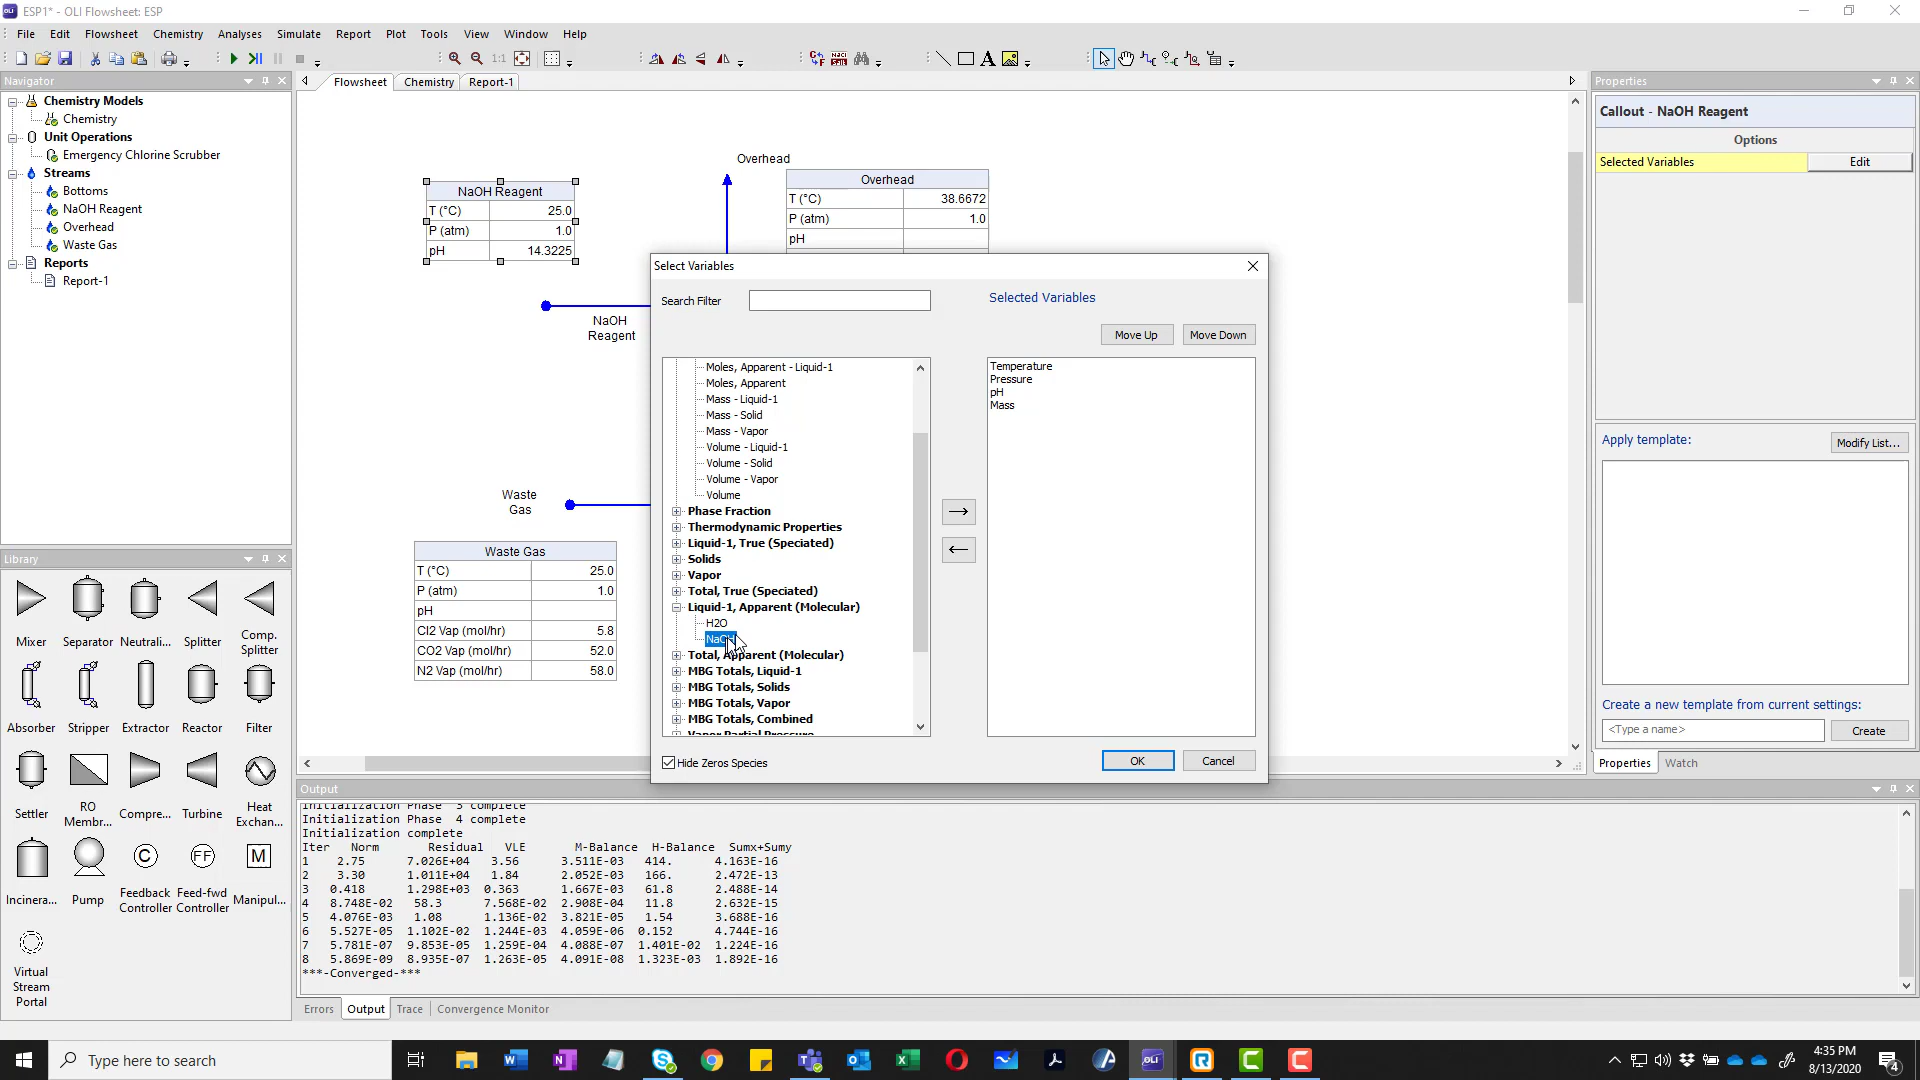 ESP1* - OLI Flowsheet: ESP
File Edit Flowsheet Chemistry Analyses Simulate Report Plot Tools View Window Help
Navigator
Chemistry Models
Chemistry
Unit Operations
Emergency Chlorine Scrubber
Streams
Bottoms
NaOH Reagent
Overhead
Waste Gas
Reports
Report-1
Library
Mixer Separator Neutrali... Splitter Comp. Splitter
Absorber Stripper Extractor Reactor Filter
Settler RO Membr... Compre... Turbine Heat Exchan...
Incinera... Pump Feedback Controller Feed-fwd Controller Manipul...
Virtual Stream Portal
Flowsheet Chemistry Report-1
Overhead
NaOH Reagent
T (°C) 25.0
P (atm) 1.0
pH 14.3225
Overhead
T (°C) 38.6672
P (atm) 1.0
pH
NaOH
Reagent
Waste
Gas
Waste Gas
T (°C) 25.0
P (atm) 1.0
pH
Cl2 Vap (mol/hr) 5.8
CO2 Vap (mol/hr) 52.0
N2 Vap (mol/hr) 58.0
Select Variables
Search Filter
Selected Variables
Move Up Move Down
Moles, Apparent - Liquid-1
Moles, Apparent
Mass - Liquid-1
Mass - Solid
Mass - Vapor
Volume - Liquid-1
Volume - Solid
Volume - Vapor
Volume
Phase Fraction
Thermodynamic Properties
Liquid-1, True (Speciated)
Solids
Vapor
Total, True (Speciated)
Liquid-1, Apparent (Molecular)
H2O
NaOH
Total, Apparent (Molecular)
MBG Totals, Liquid-1
MBG Totals, Solids
MBG Totals, Vapor
MBG Totals, Combined
Vapor Partial Pressure
Temperature
Pressure
pH
Mass
Hide Zeros Species
OK Cancel
Properties
Callout - NaOH Reagent
Options
Selected Variables Edit
Apply template: Modify List...
Create a new template from current settings:
<Type a name> Create
Properties Watch
Output
Initialization Phase 3 complete
Initialization Phase 4 complete
Initialization complete
Iter Norm Residual VLE M-Balance H-Balance Sumx+Sumy
1 2.75 7.026E+04 3.56 3.511E-03 414. 4.163E-16
2 3.30 1.011E+04 1.84 2.052E-03 166. 2.472E-13
3 0.418 1.298E+03 0.363 1.667E-03 61.8 2.488E-14
4 8.748E-02 58.3 7.568E-02 2.908E-04 11.8 2.632E-15
5 4.076E-03 1.08 1.136E-02 3.821E-05 1.54 3.688E-16
6 5.527E-05 1.102E-02 1.244E-03 4.059E-06 0.152 4.744E-16
7 5.781E-07 9.853E-05 1.259E-04 4.088E-07 1.401E-02 1.224E-16
8 5.869E-09 8.935E-07 1.263E-05 4.091E-08 1.323E-03 1.892E-16
***-Converged-***
Errors Output Trace Convergence Monitor
Type here to search
4:35 PM
8/13/2020